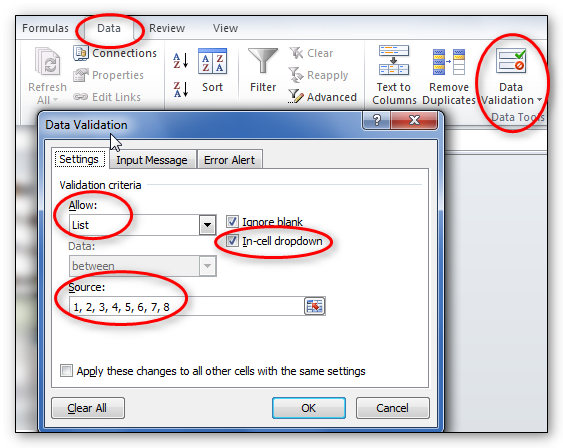 Formulas Data Review View
Connections
Properties
Edit Links
Refresh
All
A Z
Z A
A Z
Z A
Sort
Filter
Clear
Reapply
Advanced
Text to
Columns
Remove
Duplicates
Data
Validation
Data Tools
Data Validation
?
Settings Input Message Error Alert
Validation criteria
Allow:
List
Ignore blank
In-cell dropdown
Data:
between
Source:
1, 2, 3, 4, 5, 6, 7, 8
Apply these changes to all other cells with the same settings
Clear All OK Cancel